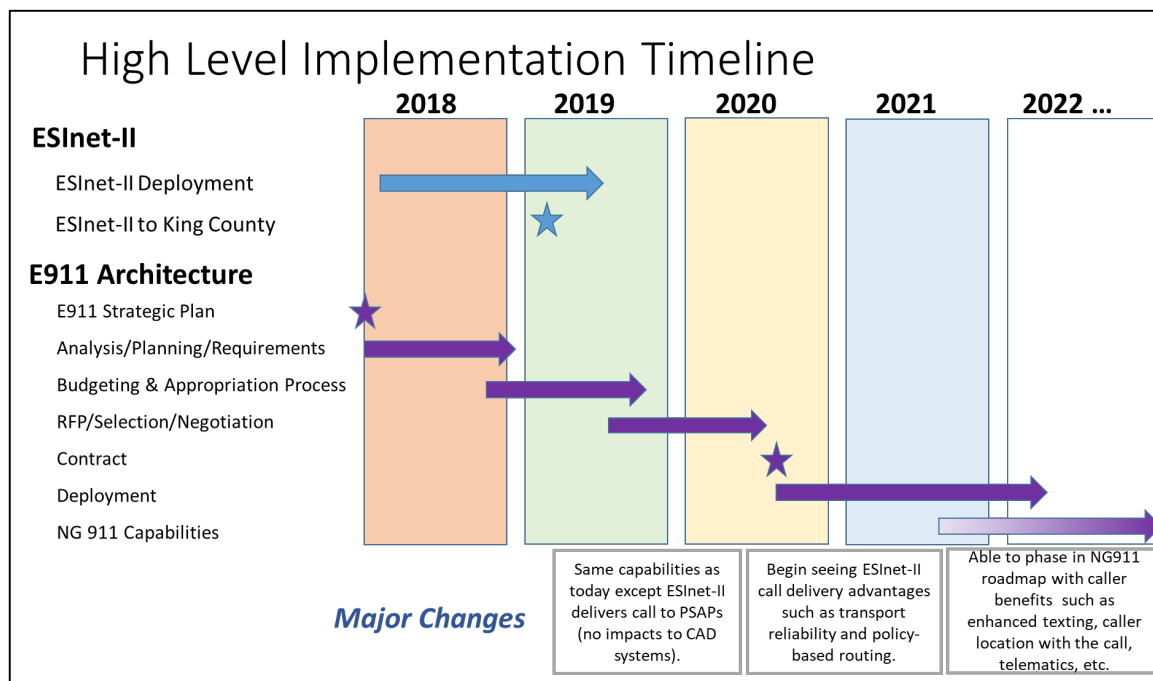 High Level Implementation Timeline
2018 2019 2020 2021 2022 ...
ESInet-II
ESInet-II Deployment
ESInet-II to King County
E911 Architecture
E911 Strategic Plan
Analysis/Planning/Requirements
Budgeting & Appropriation Process
RFP/Selection/Negotiation
Contract
Deployment
NG 911 Capabilities
Major Changes
Same capabilities as
today except ESInet-II
delivers call to PSAPs
(no impacts to CAD
systems).
Begin seeing ESInet-II
call delivery advantages
such as transport
reliability and policy-
based routing.
Able to phase in NG911
roadmap with caller
benefits such as
enhanced texting, caller
location with the call,
telematics, etc.